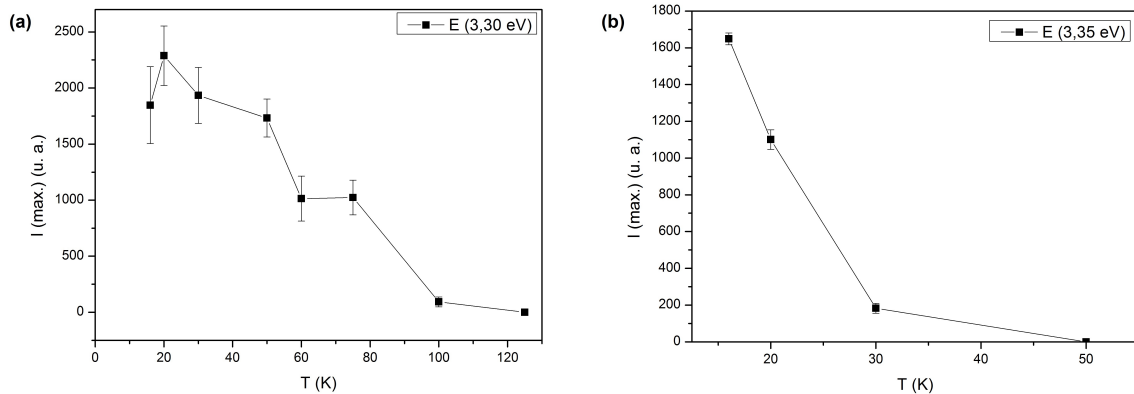 (a)
E (3,30 eV)
2500
2000
1500
1000
500
0
I (max.) (u. a.)
0 20 40 60 80 100 120
T (K)
(b)
E (3,35 eV)
1800
1600
1400
1200
1000
800
600
400
200
0
I (max.) (u. a.)
20 30 40 50
T (K)